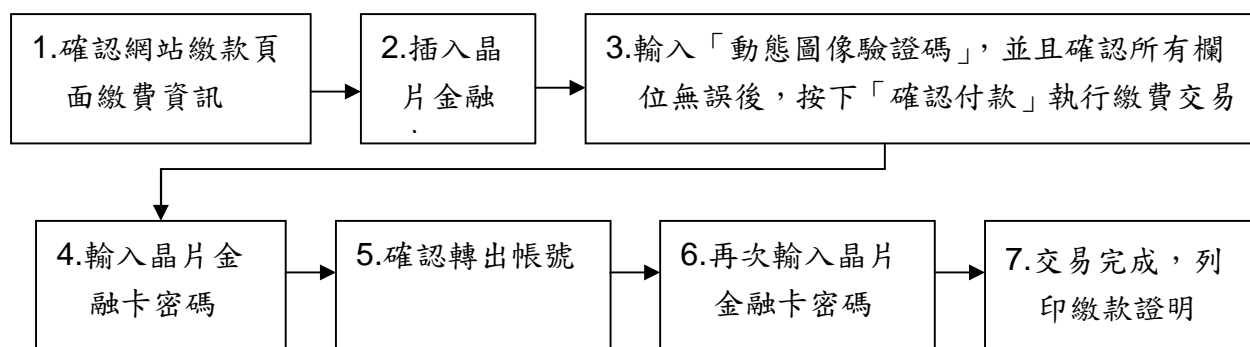 1.確認網站繳款頁
面繳費資訊
2.插入晶
片金融
3.輸入「動態圖像驗證碼」，並且確認所有欄
位無誤後，按下「確認付款」執行繳費交易
4.輸入晶片金
融卡密碼
5.確認轉出帳號
6.再次輸入晶片
金融卡密碼
7.交易完成，列
印繳款證明